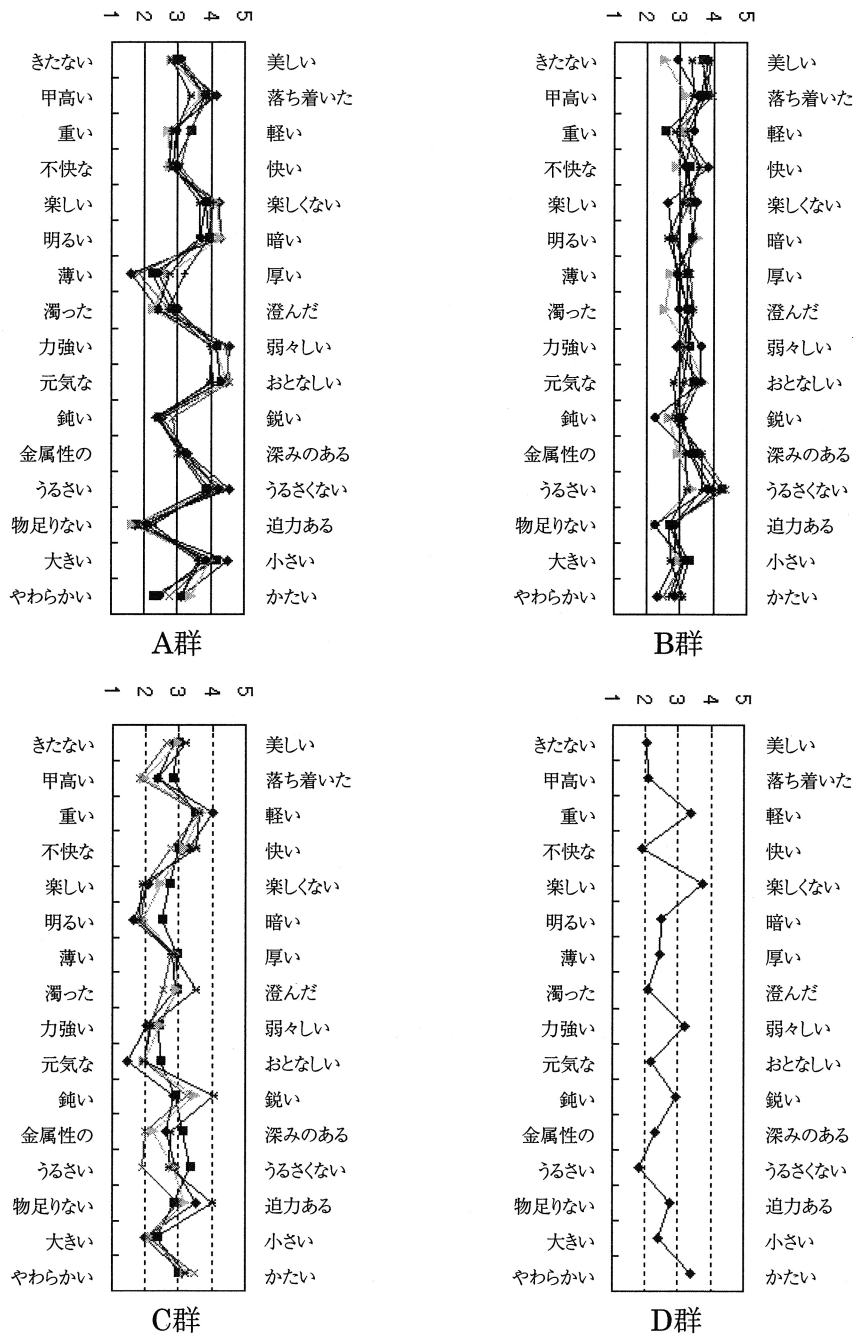 1 2 3 4 5
きたない 美しい
甲高い 落ち着いた
重い 軽い
不快な 快い
楽しい 楽しくない
明るい 暗い
薄い 厚い
濁った 澄んだ
力強い 弱々しい
元気な おとなしい
鈍い 鋭い
金属性の 深みのある
うるさい うるさくない
物足りない 迫力ある
大きい 小さい
やわらかい かたい
A群
1 2 3 4 5
きたない 美しい
甲高い 落ち着いた
重い 軽い
不快な 快い
楽しい 楽しくない
明るい 暗い
薄い 厚い
濁った 澄んだ
力強い 弱々しい
元気な おとなしい
鈍い 鋭い
金属性の 深みのある
うるさい うるさくない
物足りない 迫力ある
大きい 小さい
やわらかい かたい
B群
1 2 3 4 5
きたない 美しい
甲高い 落ち着いた
重い 軽い
不快な 快い
楽しい 楽しくない
明るい 暗い
薄い 厚い
濁った 澄んだ
力強い 弱々しい
元気な おとなしい
鈍い 鋭い
金属性の 深みのある
うるさい うるさくない
物足りない 迫力ある
大きい 小さい
やわらかい かたい
C群
1 2 3 4 5
きたない 美しい
甲高い 落ち着いた
重い 軽い
不快な 快い
楽しい 楽しくない
明るい 暗い
薄い 厚い
濁った 澄んだ
力強い 弱々しい
元気な おとなしい
鈍い 鋭い
金属性の 深みのある
うるさい うるさくない
物足りない 迫力ある
大きい 小さい
やわらかい かたい
D群